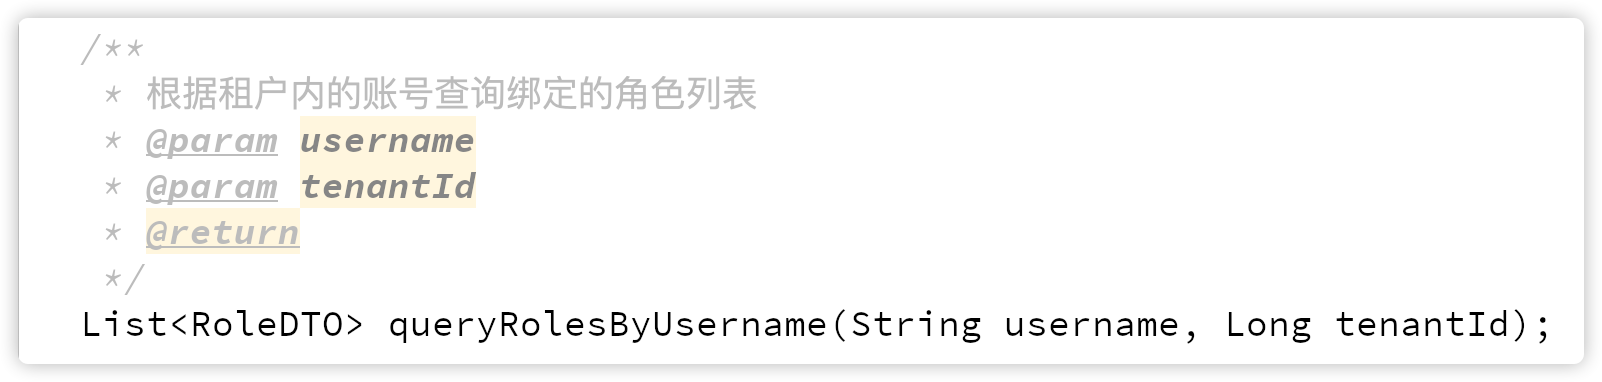 /**
 * 根据租户内的账号查询绑定的角色列表
 * @param username
 * @param tenantId
 * @return
 */
List<RoleDTO> queryRolesByUsername(String username, Long tenantId);